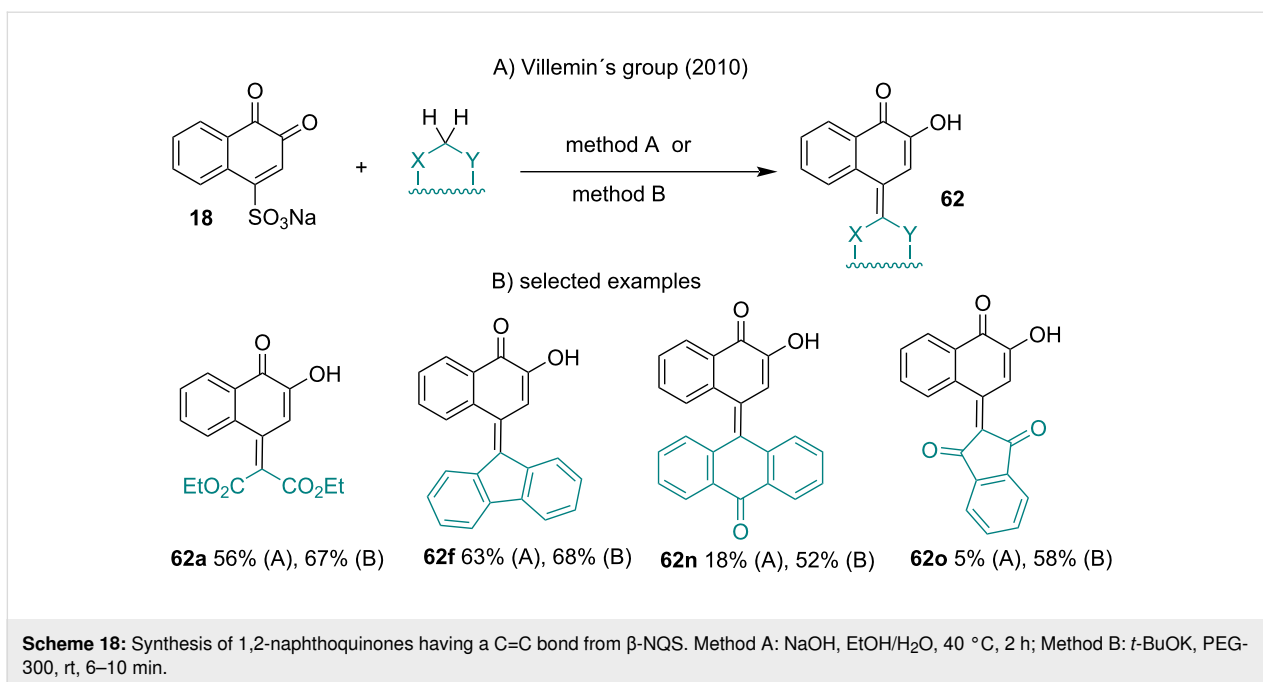 A) Villemin´s group (2010)
O
O
SO₃Na
18
+
H H
X Y
method A or
method B
O
OH
X Y
62
B) selected examples
O
OH
EtO₂C CO₂Et
62a 56% (A), 67% (B)
O
OH
62f 63% (A), 68% (B)
O
OH
O
62n 18% (A), 52% (B)
O
OH
O O
62o 5% (A), 58% (B)
Scheme 18: Synthesis of 1,2-naphthoquinones having a C=C bond from β-NQS. Method A: NaOH, EtOH/H₂O, 40 °C, 2 h; Method B: t-BuOK, PEG-
300, rt, 6–10 min.